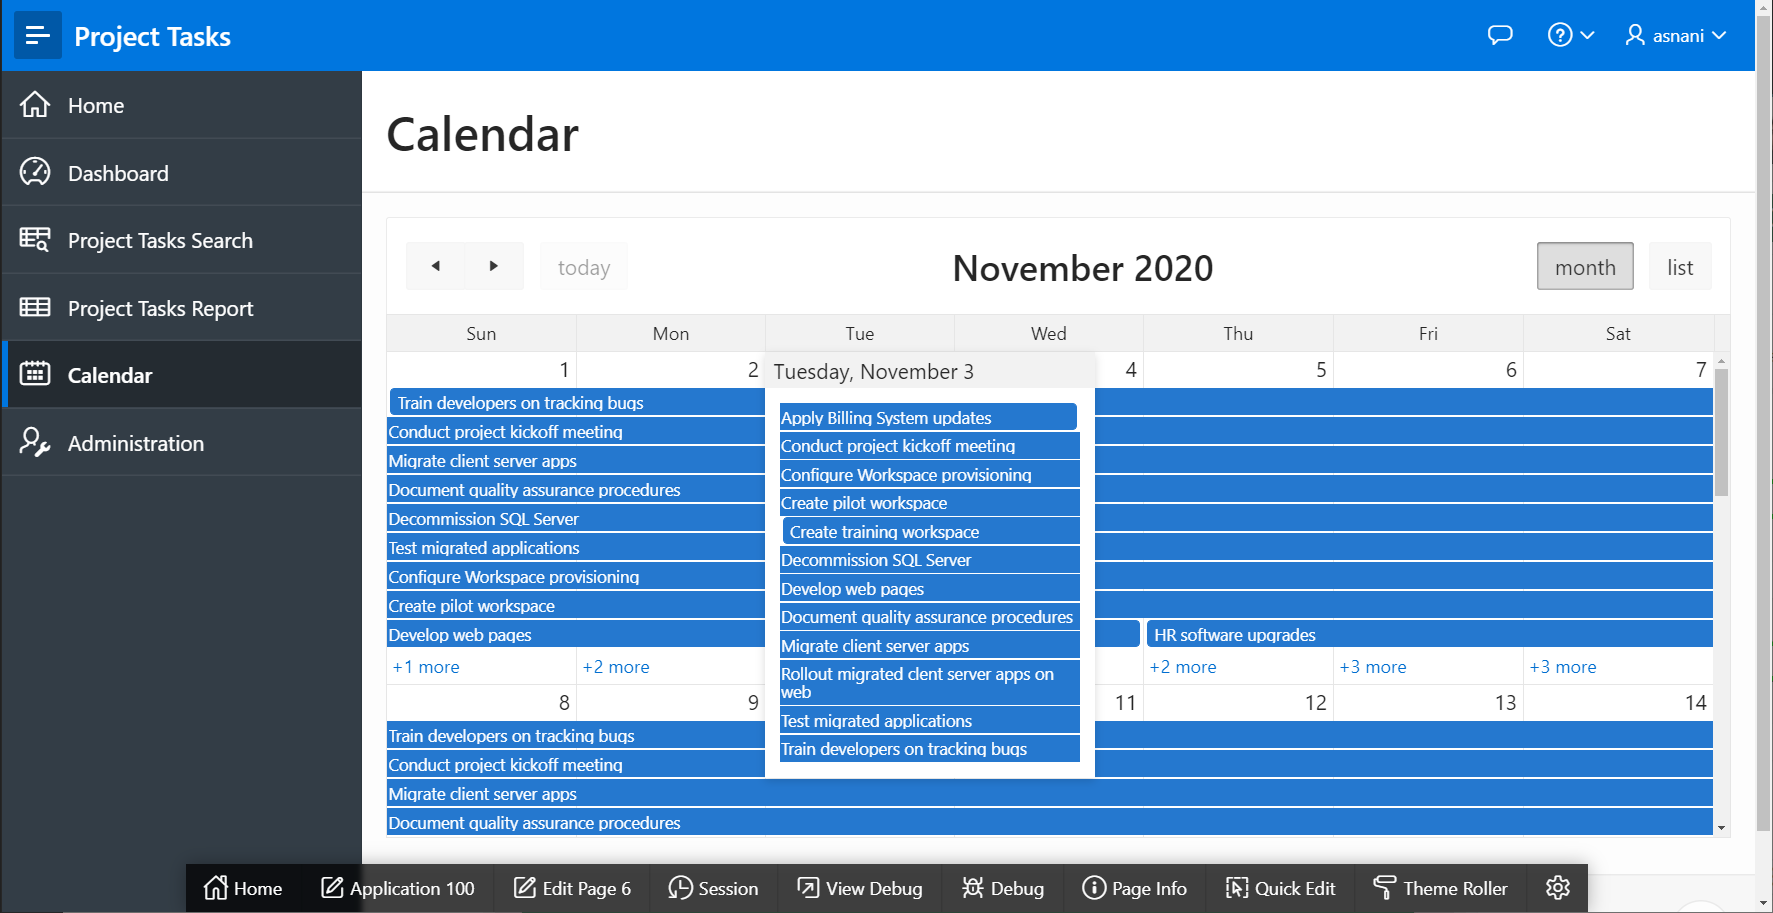 Project Tasks
asnani
Home
Dashboard
Project Tasks Search
Project Tasks Report
Calendar
Administration
Calendar
today
November 2020
month
list
Sun Mon Tue Wed Thu Fri Sat
1 2 4 5 6 7
Train developers on tracking bugs
Conduct project kickoff meeting
Migrate client server apps
Document quality assurance procedures
Decommission SQL Server
Test migrated applications
Configure Workspace provisioning
Create pilot workspace
Develop web pages
HR software upgrades
+1 more +2 more +2 more +3 more +3 more
Tuesday, November 3
Apply Billing System updates
Conduct project kickoff meeting
Configure Workspace provisioning
Create pilot workspace
Create training workspace
Decommission SQL Server
Develop web pages
Document quality assurance procedures
Migrate client server apps
Rollout migrated clent server apps on
web
Test migrated applications
Train developers on tracking bugs
8 9 11 12 13 14
Train developers on tracking bugs
Conduct project kickoff meeting
Migrate client server apps
Document quality assurance procedures
Home Application 100 Edit Page 6 Session View Debug Debug Page Info Quick Edit Theme Roller